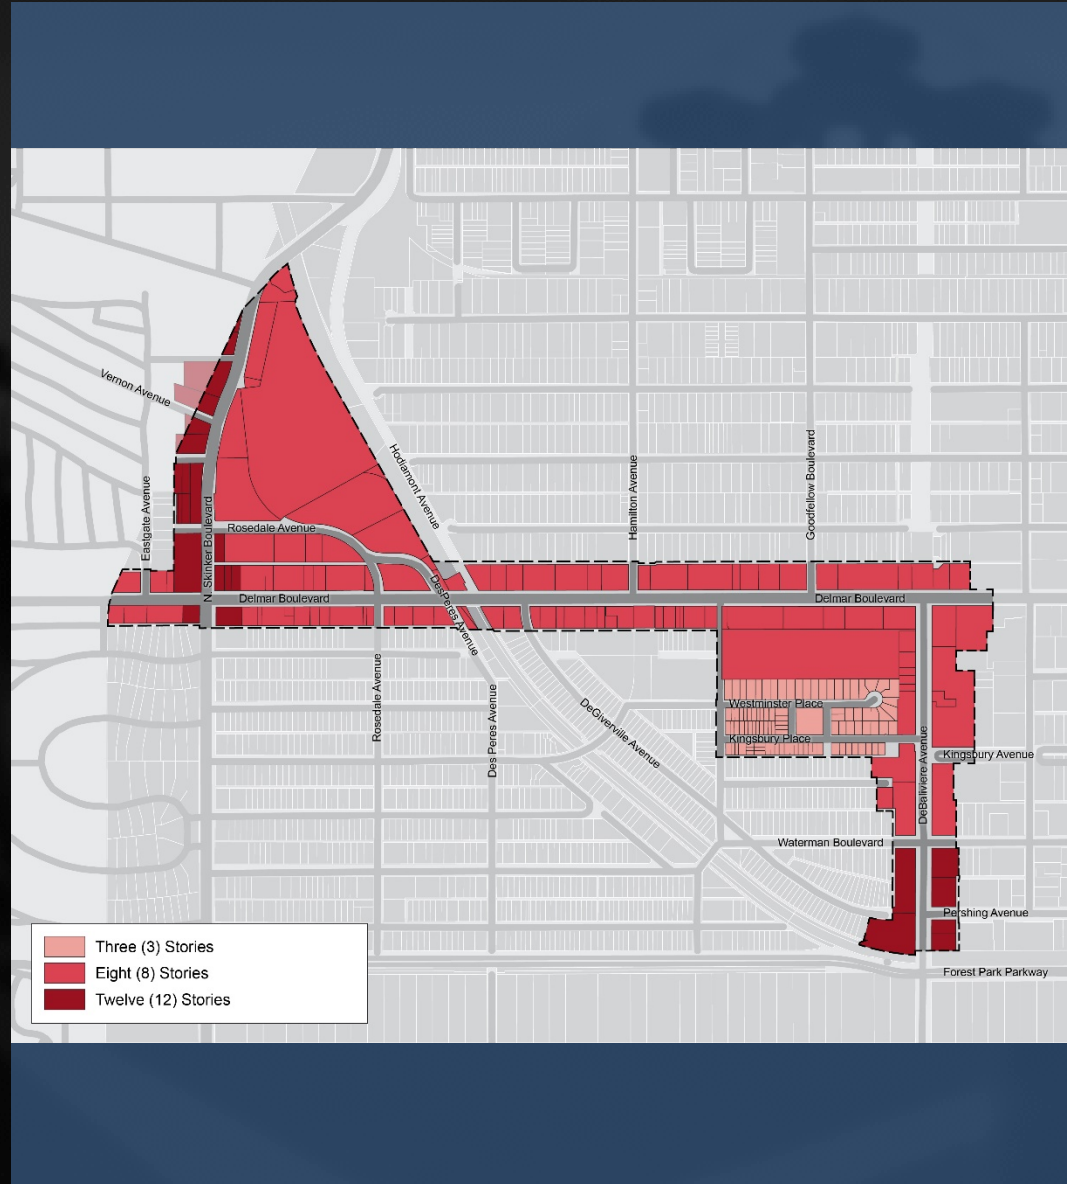 Vernon Avenue
Hodiamont Avenue
Hamilton Avenue
Goodfellow Boulevard
Eastgate Avenue
N. Skinker Boulevard
Rosedale Avenue
Delmar Boulevard
DesPeres Avenue
Delmar Boulevard
Rosedale Avenue
Des Peres Avenue
DeGiverville Avenue
Westminster Place
Kingsbury Place
DeBaliviere Avenue
Kingsbury Avenue
Waterman Boulevard
Pershing Avenue
Forest Park Parkway
Three (3) Stories
Eight (8) Stories
Twelve (12) Stories